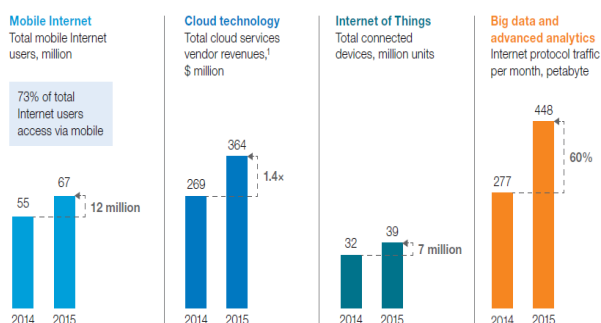 Mobile Internet
Total mobile Internet
users, million
73% of total
Internet users
access via mobile
55
67
12 million
2014 2015
Cloud technology
Total cloud services
vendor revenues,¹
$ million
269
364
1.4×
2014 2015
Internet of Things
Total connected
devices, million units
32
39
7 million
2014 2015
Big data and
advanced analytics
Internet protocol traffic
per month, petabyte
277
448
60%
2014 2015